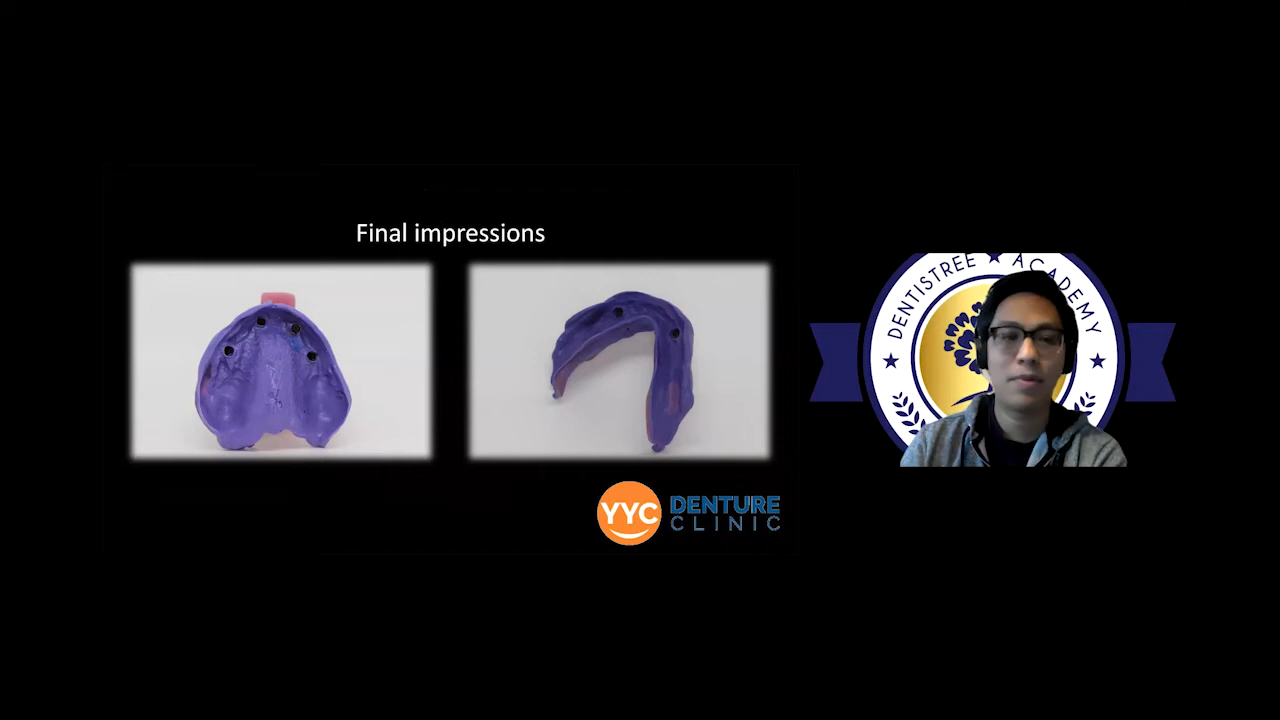 Final impressions
YYC DENTURE
CLINIC
DENTISTREE ★ ACADEMY